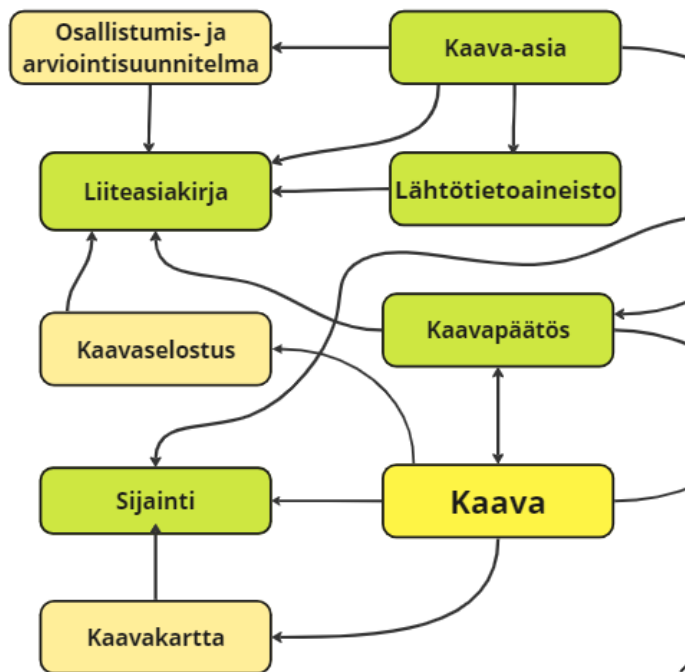 Osallistumis- ja
arviointisuunnitelma
Kaava-asia
Liiteasiakirja
Lähtötietoaineisto
Kaavapäätös
Kaavaselostus
Sijainti
Kaava
Kaavakartta